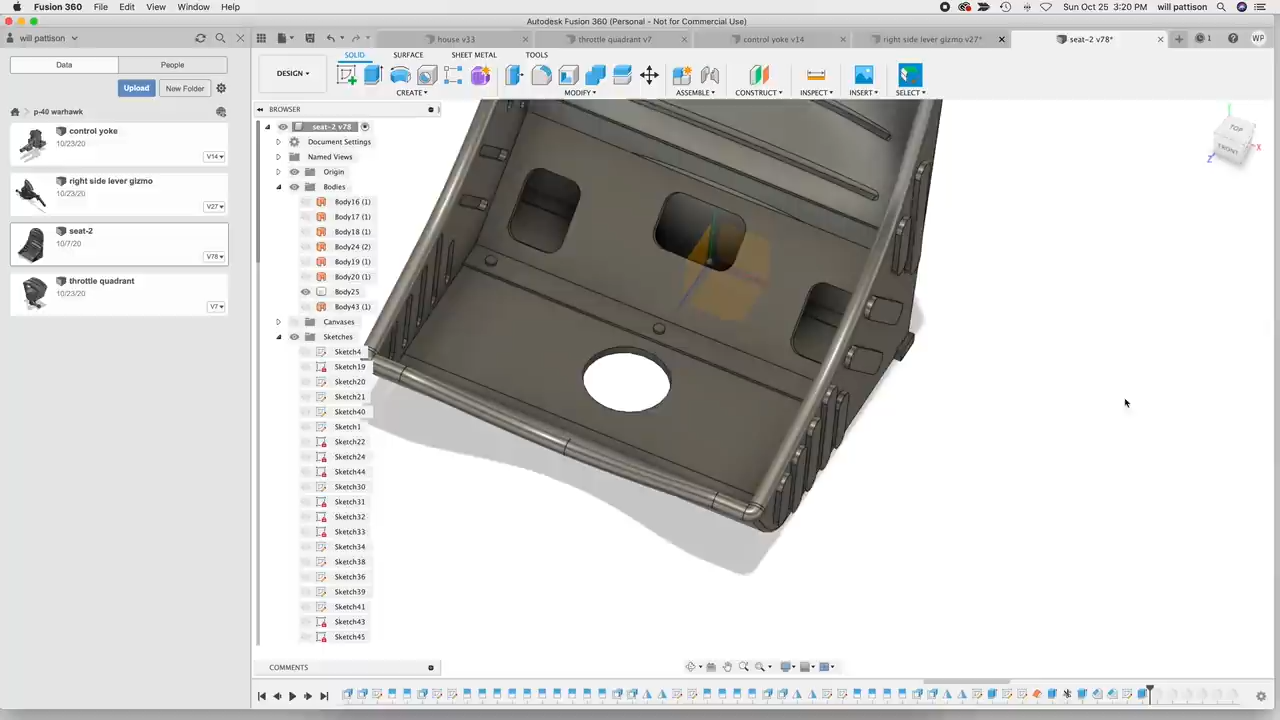 Fusion 360 File Edit View Window Help
Sun Oct 25 3:20 PM will pattison
Autodesk Fusion 360 (Personal - Not for Commercial Use)
will pattison
house v33
throttle quadrant v7
control yoke v14
right side lever gizmo v27*
seat-2 v78*
1
WP
Data People
SOLID SURFACE SHEET METAL TOOLS
DESIGN
CREATE MODIFY ASSEMBLE CONSTRUCT INSPECT INSERT SELECT
Upload New Folder
p-40 warhawk
control yoke
10/23/20
V14
right side lever gizmo
10/23/20
V27
seat-2
10/7/20
V78
throttle quadrant
10/23/20
V7
BROWSER
seat-2 v78
Document Settings
Named Views
Origin
Bodies
Body16 (1)
Body17 (1)
Body18 (1)
Body24 (2)
Body19 (1)
Body20 (1)
Body25
Body43 (1)
Canvases
Sketches
Sketch4
Sketch19
Sketch20
Sketch21
Sketch40
Sketch1
Sketch22
Sketch24
Sketch44
Sketch30
Sketch31
Sketch32
Sketch33
Sketch34
Sketch38
Sketch36
Sketch39
Sketch41
Sketch43
Sketch45
TOP
FRONT
X
Z
COMMENTS